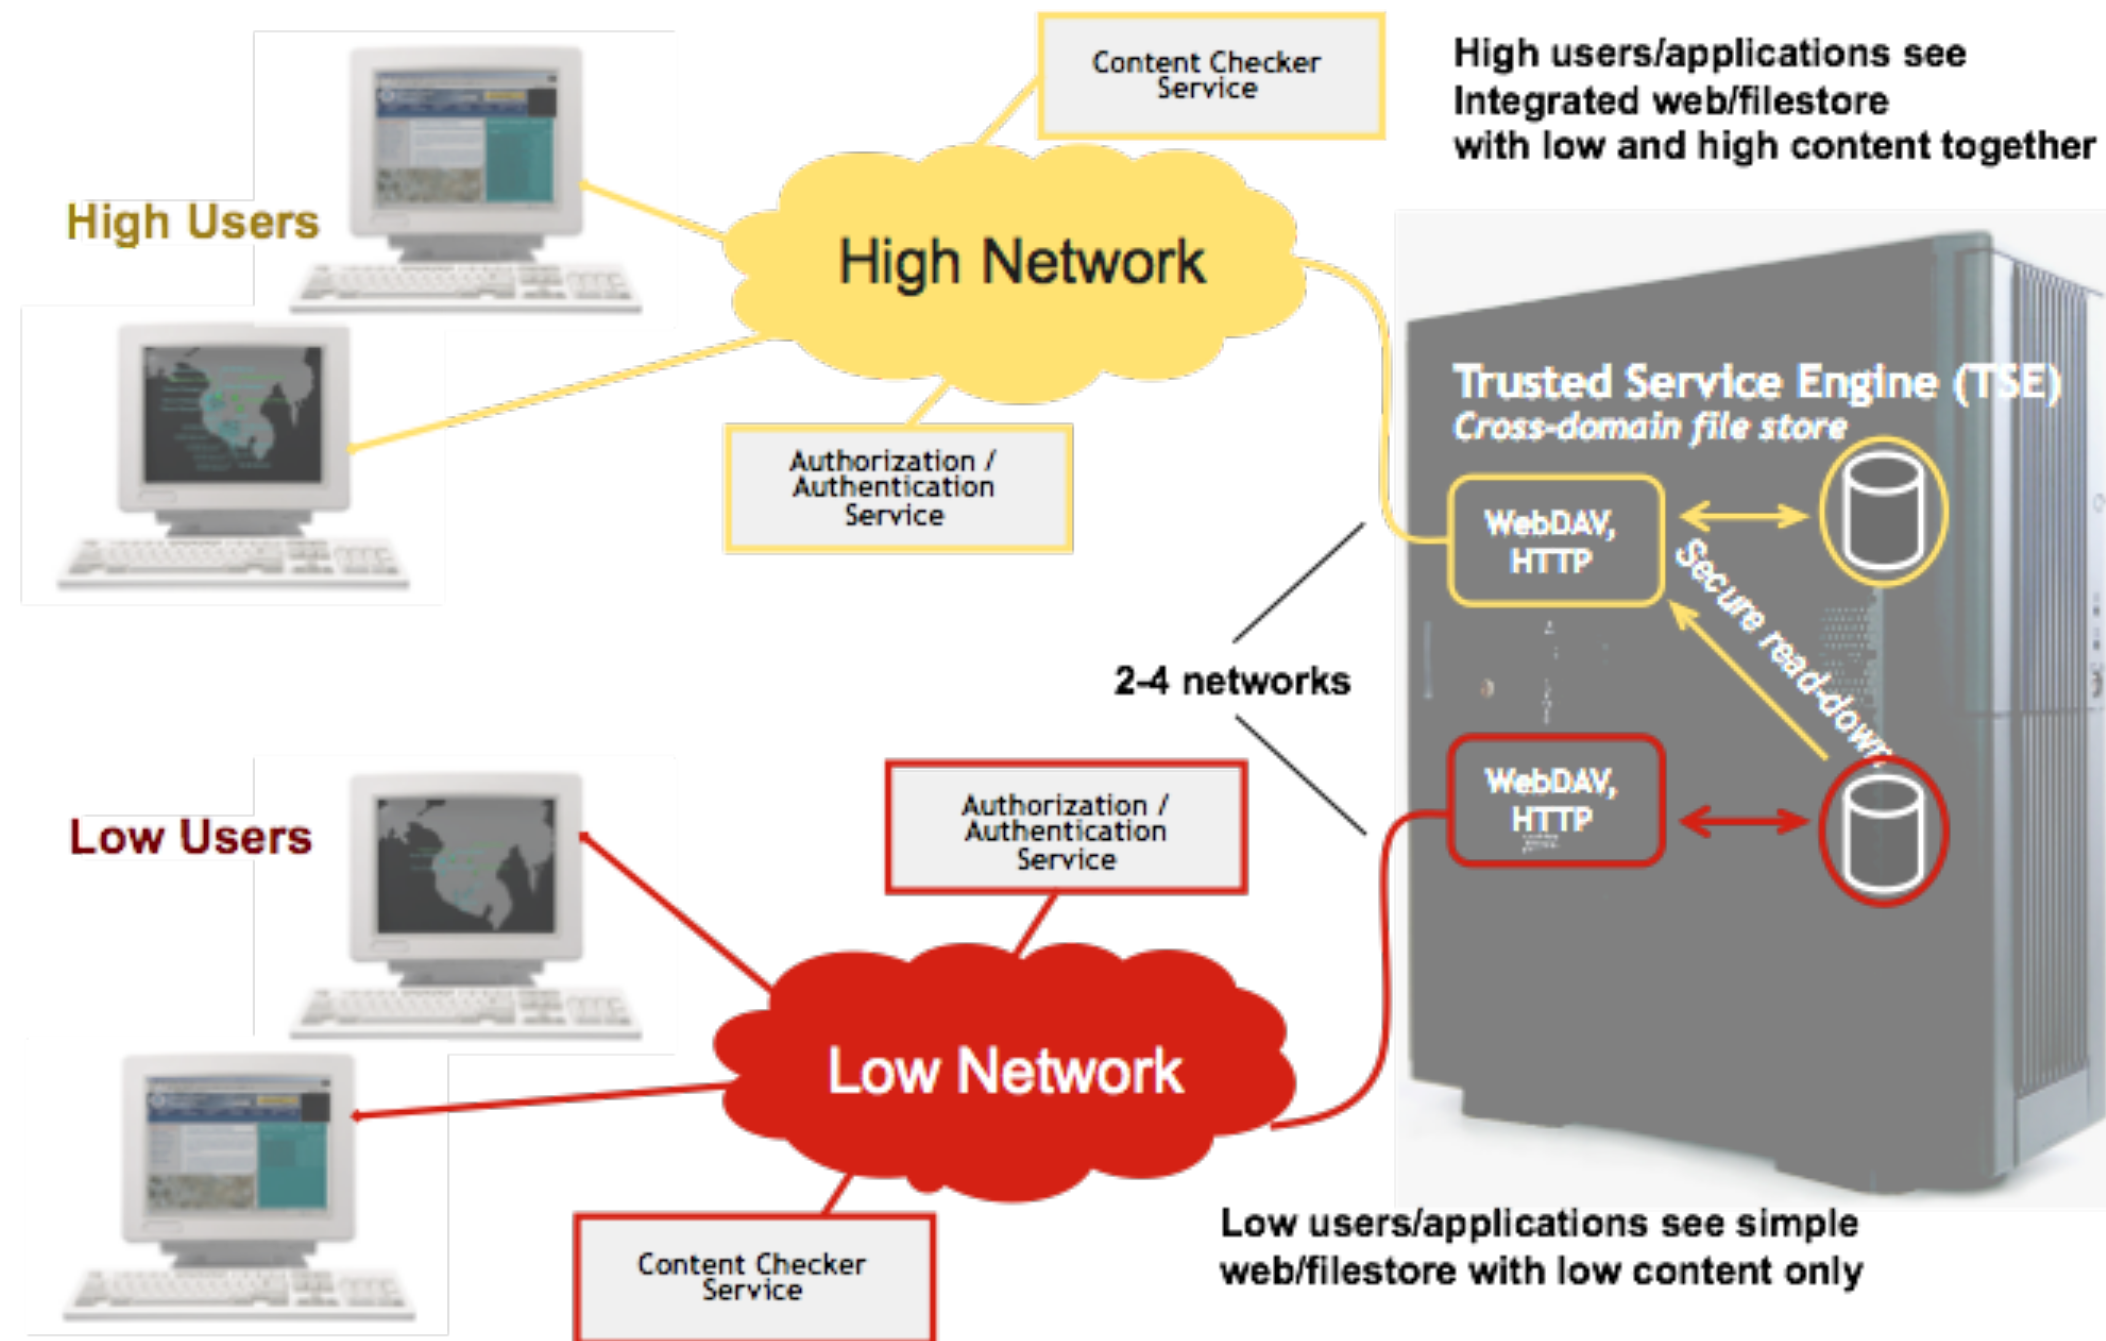 Content Checker
Service
High users/applications see
Integrated web/filestore
with low and high content together
High Users
High Network
Trusted Service Engine (TSE)
Cross-domain file store
Authorization /
Authentication
Service
WebDAV,
HTTP
Secure read-down
2-4 networks
WebDAV,
HTTP
Low Users
Authorization /
Authentication
Service
Low Network
Content Checker
Service
Low users/applications see simple
web/filestore with low content only